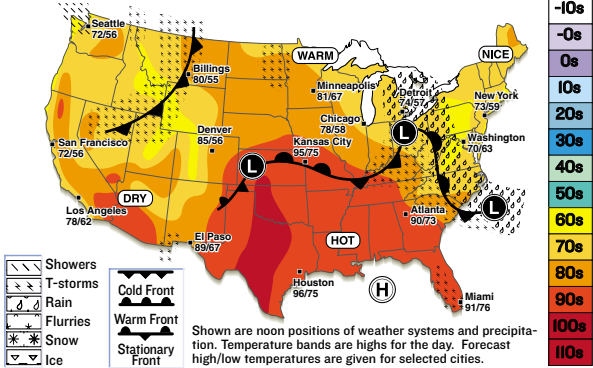 Seattle
72/56
Billings
80/55
WARM
NICE
Minneapolis
81/67
Detroit
74/57
New York
73/59
Chicago
78/58
Denver
85/56
Kansas City
95/75
Washington
70/63
San Francisco
72/56
L
L
L
DRY
Los Angeles
78/62
El Paso
89/67
HOT
Atlanta
90/73
Houston
96/75
H
Miami
91/76
Showers
T-storms
Rain
Flurries
Snow
Ice
Cold Front
Warm Front
Stationary
Front
Shown are noon positions of weather systems and precipita-
tion. Temperature bands are highs for the day. Forecast
high/low temperatures are given for selected cities.
-10s
-0s
0s
10s
20s
30s
40s
50s
60s
70s
80s
90s
100s
110s